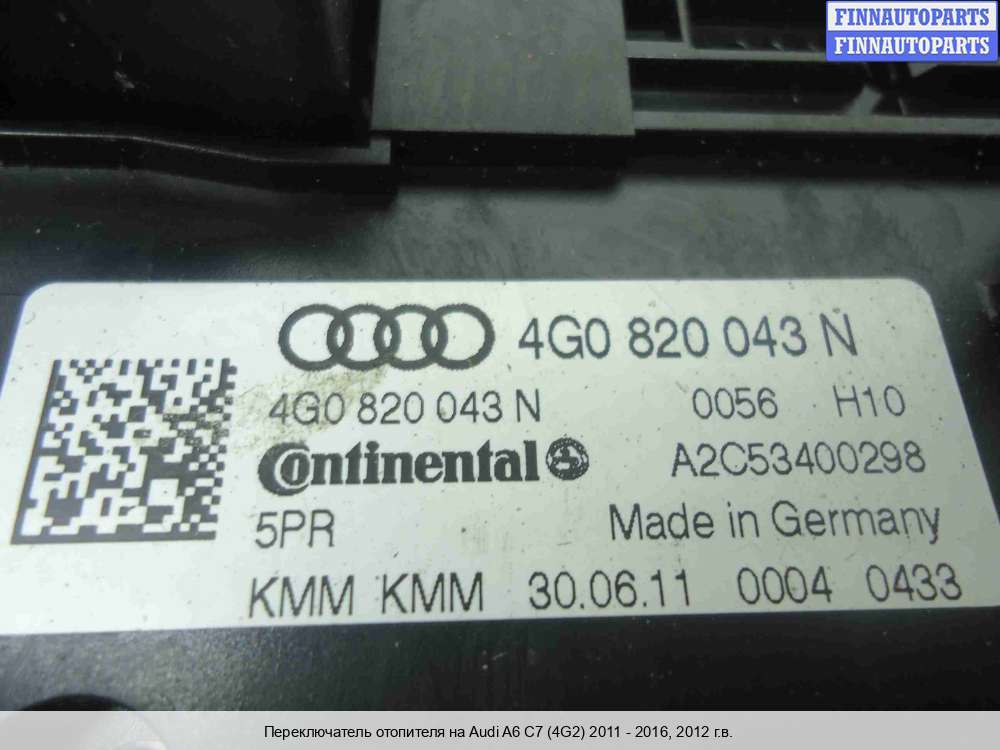 FINNAUTOPARTS
FINNAUTOPARTS
4G0 820 043 N
4G0 820 043 N 0056 H10
Continental A2C53400298
5PR Made in Germany
KMM KMM 30.06.11 0004 0433
Переключатель отопителя на Audi A6 C7 (4G2) 2011 - 2016, 2012 г.в.